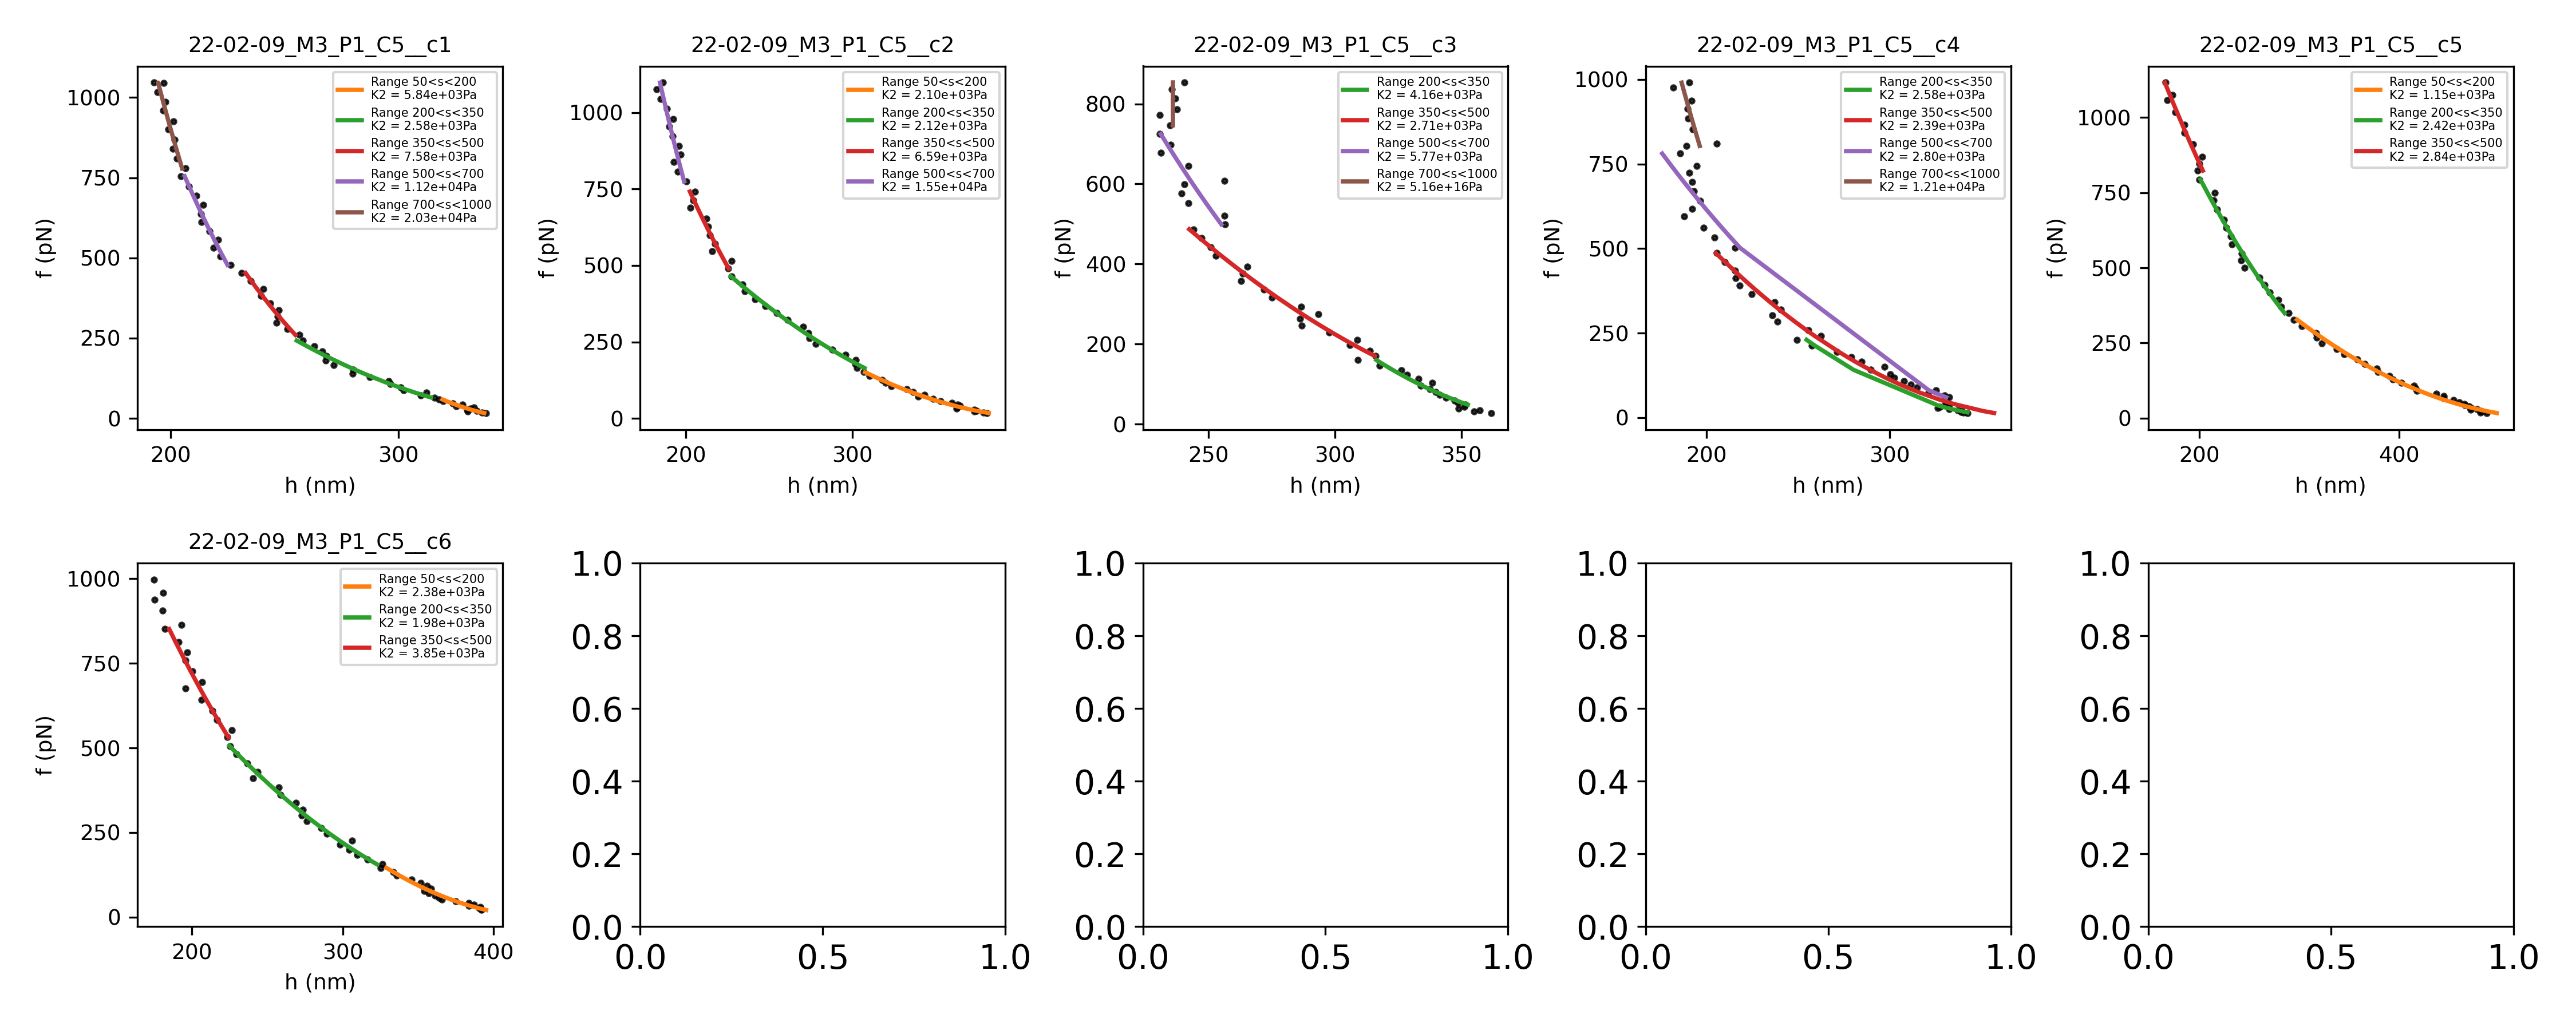 22-02-09_M3_P1_C5__c1
Range 50<s<200
K2 = 5.84e+03Pa
Range 200<s<350
K2 = 2.58e+03Pa
Range 350<s<500
K2 = 7.58e+03Pa
Range 500<s<700
K2 = 1.12e+04Pa
Range 700<s<1000
K2 = 2.03e+04Pa
1000
750
500
250
0
f (pN)
200 300
h (nm)
22-02-09_M3_P1_C5__c2
Range 50<s<200
K2 = 2.10e+03Pa
Range 200<s<350
K2 = 2.12e+03Pa
Range 350<s<500
K2 = 6.59e+03Pa
Range 500<s<700
K2 = 1.55e+04Pa
1000
750
500
250
0
f (pN)
200 300
h (nm)
22-02-09_M3_P1_C5__c3
Range 200<s<350
K2 = 4.16e+03Pa
Range 350<s<500
K2 = 2.71e+03Pa
Range 500<s<700
K2 = 5.77e+03Pa
Range 700<s<1000
K2 = 5.16e+16Pa
800
600
400
200
0
f (pN)
250 300 350
h (nm)
22-02-09_M3_P1_C5__c4
Range 200<s<350
K2 = 2.58e+03Pa
Range 350<s<500
K2 = 2.39e+03Pa
Range 500<s<700
K2 = 2.80e+03Pa
Range 700<s<1000
K2 = 1.21e+04Pa
1000
750
500
250
0
f (pN)
200 300
h (nm)
22-02-09_M3_P1_C5__c5
Range 50<s<200
K2 = 1.15e+03Pa
Range 200<s<350
K2 = 2.42e+03Pa
Range 350<s<500
K2 = 2.84e+03Pa
1000
750
500
250
0
f (pN)
200 400
h (nm)
22-02-09_M3_P1_C5__c6
Range 50<s<200
K2 = 2.38e+03Pa
Range 200<s<350
K2 = 1.98e+03Pa
Range 350<s<500
K2 = 3.85e+03Pa
1000
750
500
250
0
f (pN)
200 300 400
h (nm)
1.0
0.8
0.6
0.4
0.2
0.0
0.0 0.5 1.0
1.0
0.8
0.6
0.4
0.2
0.0
0.0 0.5 1.0
1.0
0.8
0.6
0.4
0.2
0.0
0.0 0.5 1.0
1.0
0.8
0.6
0.4
0.2
0.0
0.0 0.5 1.0